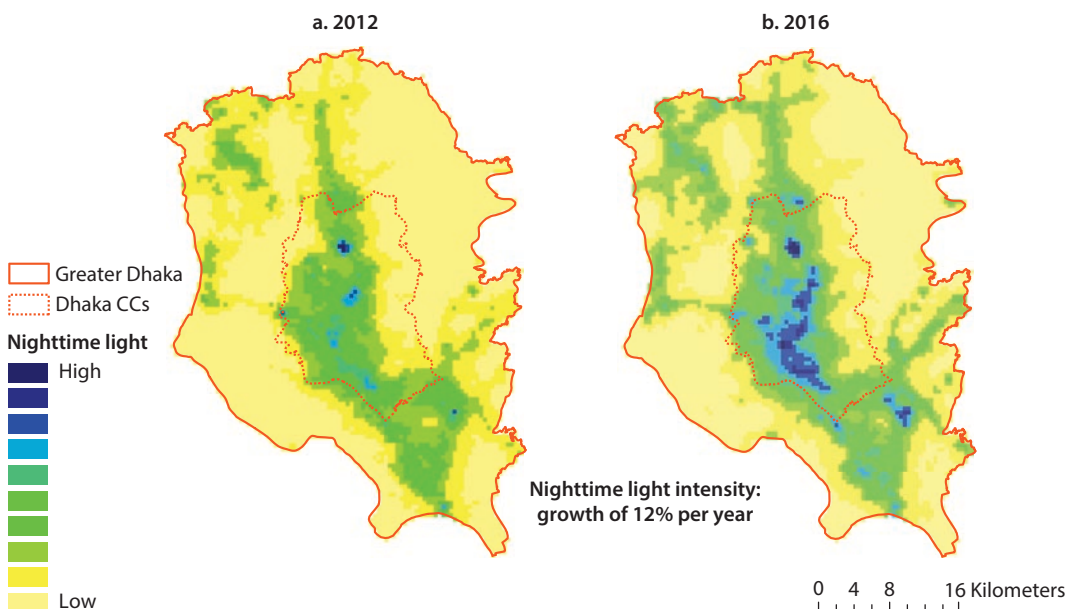 a. 2012
b. 2016
Greater Dhaka
Dhaka CCs
Nighttime light
High
Low
Nighttime light intensity:
growth of 12% per year
0 4 8 16 Kilometers